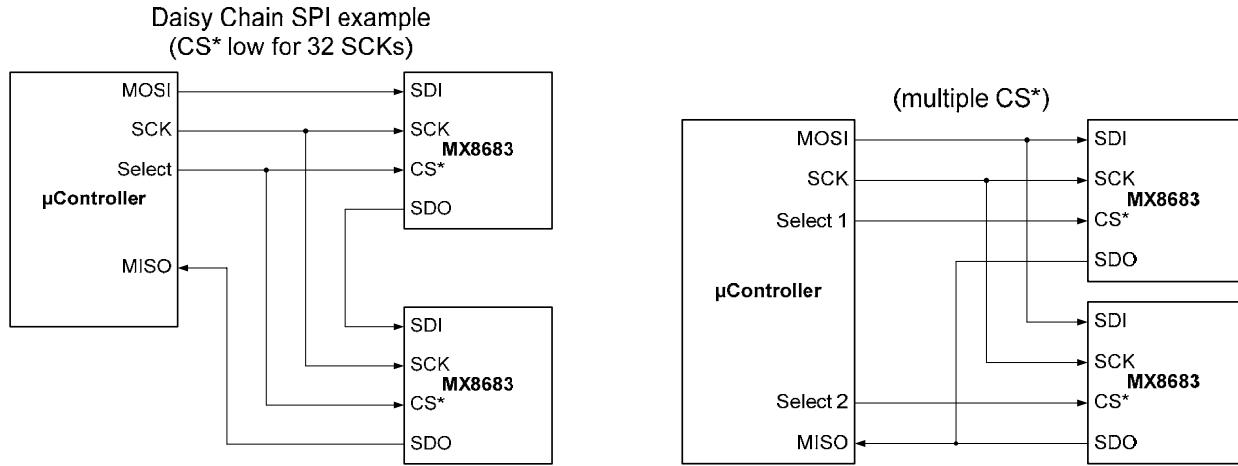 Daisy Chain SPI example
(CS* low for 32 SCKs)
MOSI
SCK
Select
µController
MISO
SDI
SCK
MX8683
CS*
SDO
SDI
SCK
MX8683
CS*
SDO
(multiple CS*)
MOSI
SCK
Select 1
µController
Select 2
MISO
SDI
SCK
MX8683
CS*
SDO
SDI
SCK
MX8683
CS*
SDO